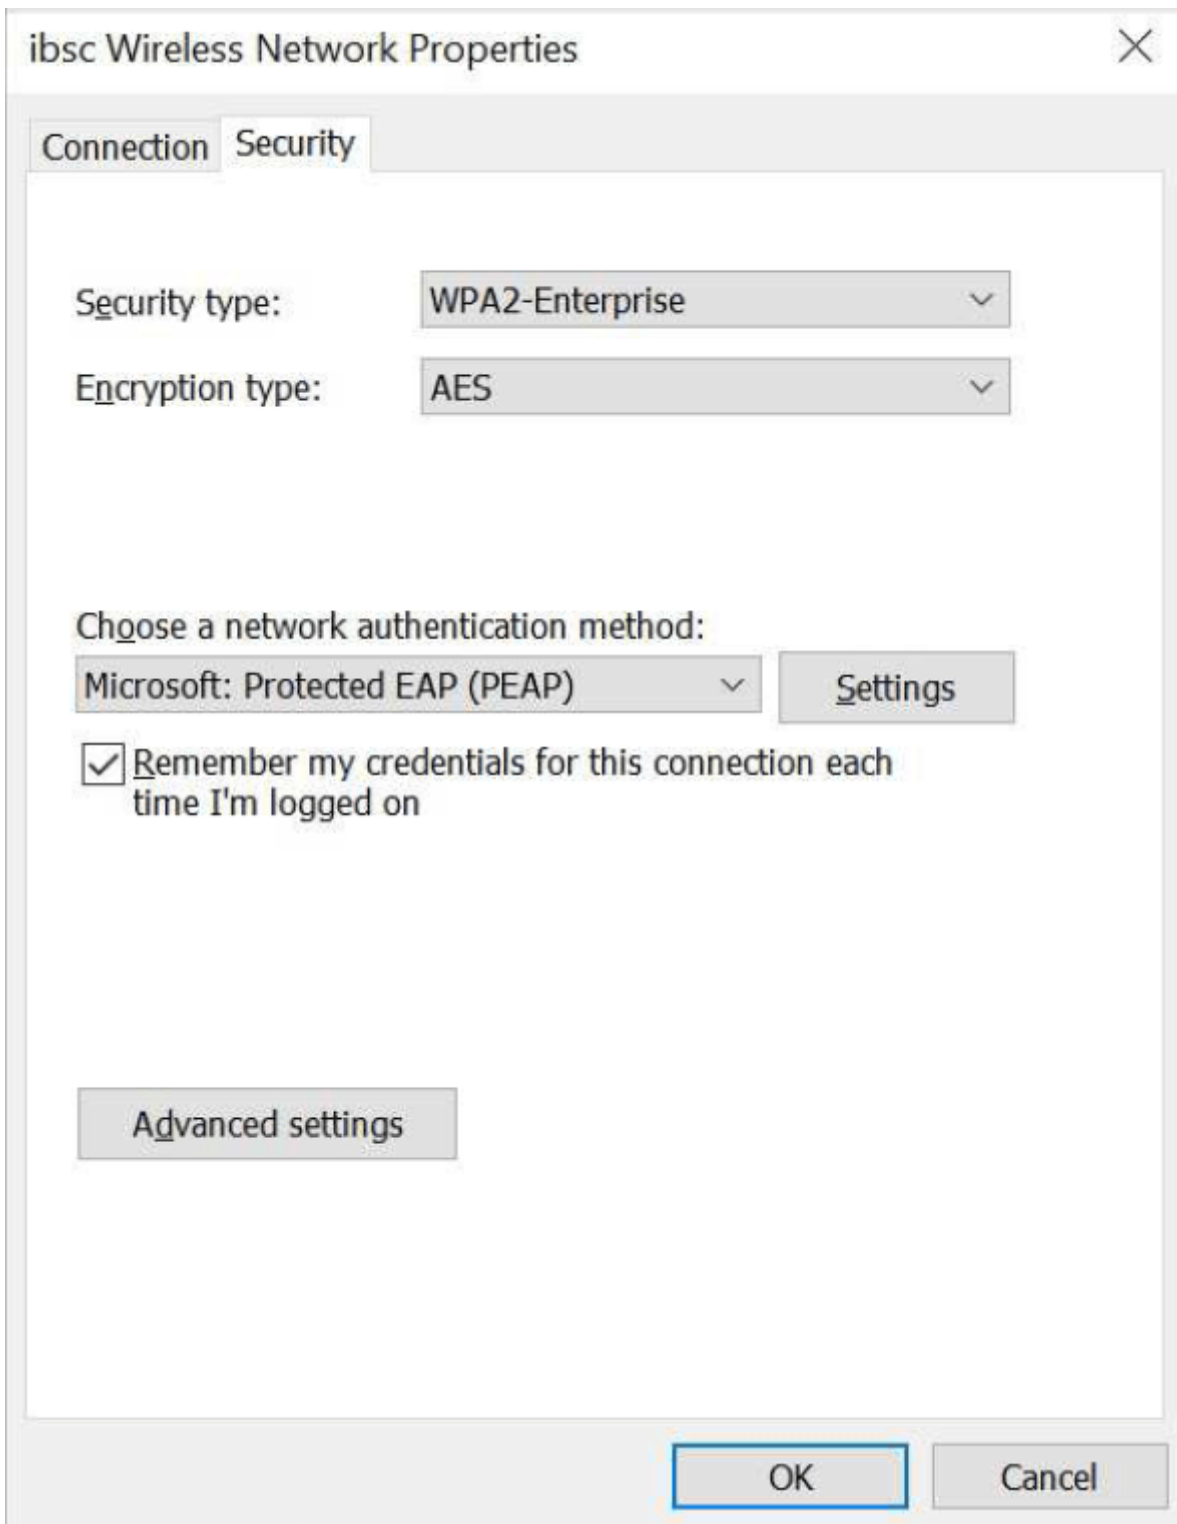 ibsc Wireless Network Properties
Connection Security
Security type: WPA2-Enterprise
Encryption type: AES
Choose a network authentication method:
Microsoft: Protected EAP (PEAP) Settings
Remember my credentials for this connection each
time I'm logged on
Advanced settings
OK Cancel